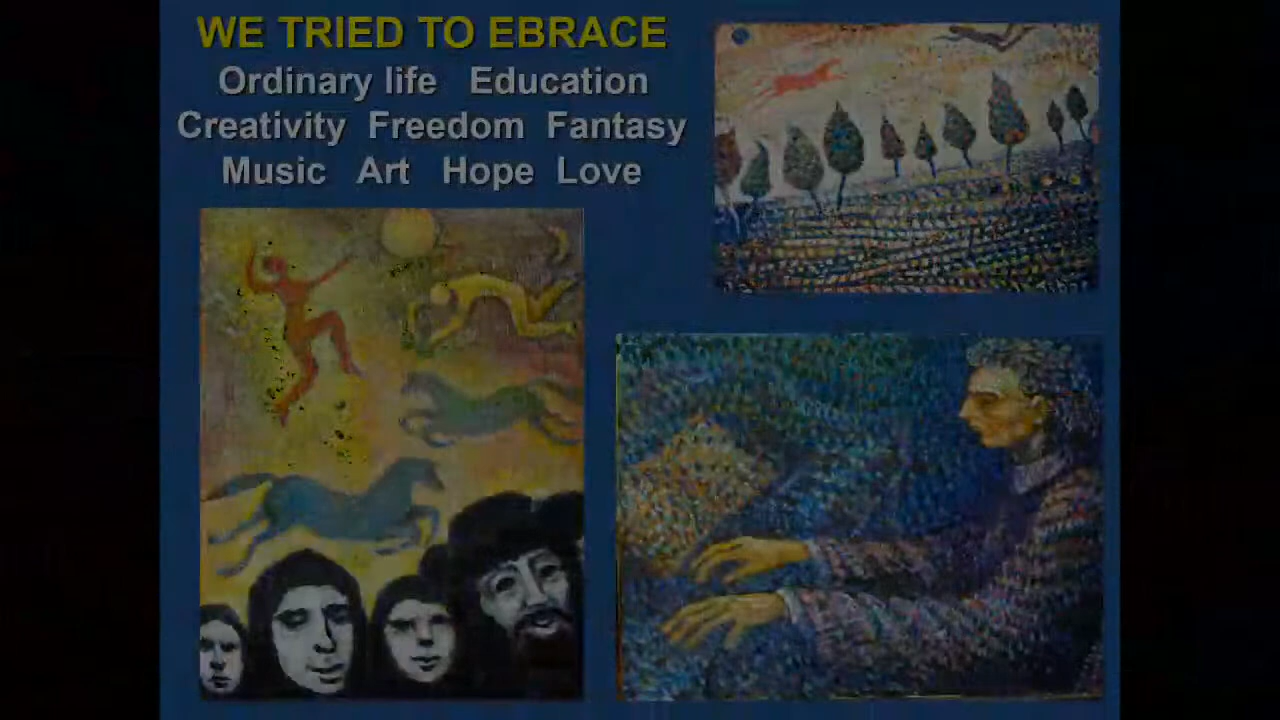 WE TRIED TO EBRACE
Ordinary life Education
Creativity Freedom Fantasy
Music Art Hope Love